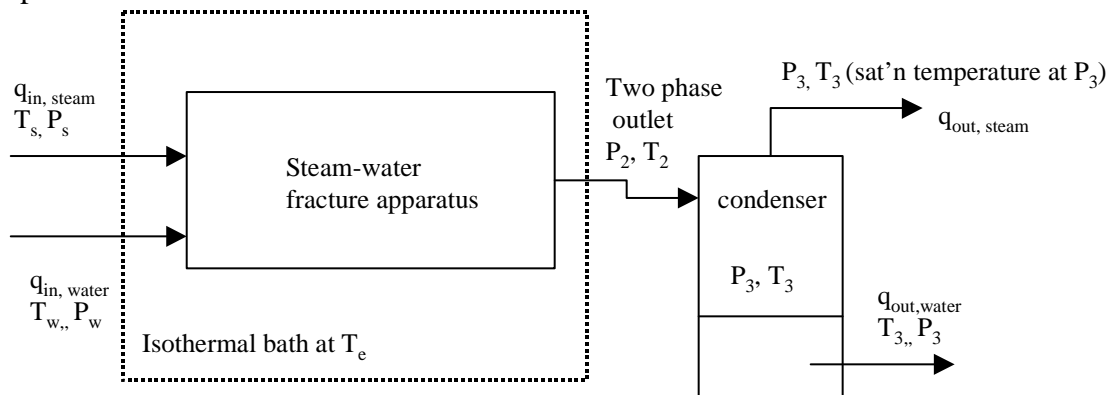 q_in, steam
T_s, P_s
q_in, water
T_w,, P_w
Steam-water
fracture apparatus
Isothermal bath at T_e
Two phase
outlet
P_2, T_2
P_3, T_3 (sat'n temperature at P_3)
q_out, steam
condenser
P_3, T_3
q_out,water
T_3,, P_3